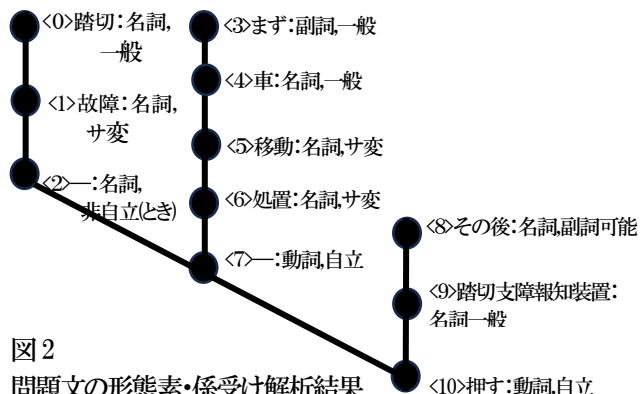 <0>踏切:名詞,
一般
<1>故障:名詞,
サ変
<2>―:名詞,
非自立(とき)
<3>まず:副詞,一般
<4>車:名詞,一般
<5>移動:名詞,サ変
<6>処置:名詞,サ変
<7>―:動詞,自立
<8>その後:名詞,副詞可能
<9>踏切支障報知装置:
名詞一般
<10>押す:動詞,自立
図2
問題文の形態素・係受け解析結果